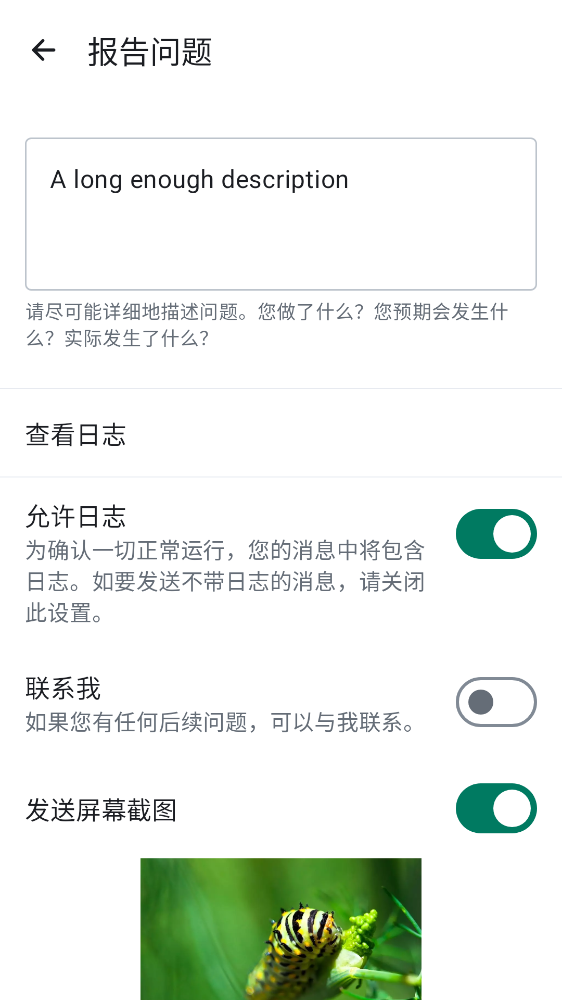 报告问题
A long enough description
请尽可能详细地描述问题。您做了什么？您预期会发生什
么？实际发生了什么？
查看日志
允许日志
为确认一切正常运行，您的消息中将包含
日志。如要发送不带日志的消息，请关闭
此设置。
联系我
如果您有任何后续问题，可以与我联系。
发送屏幕截图